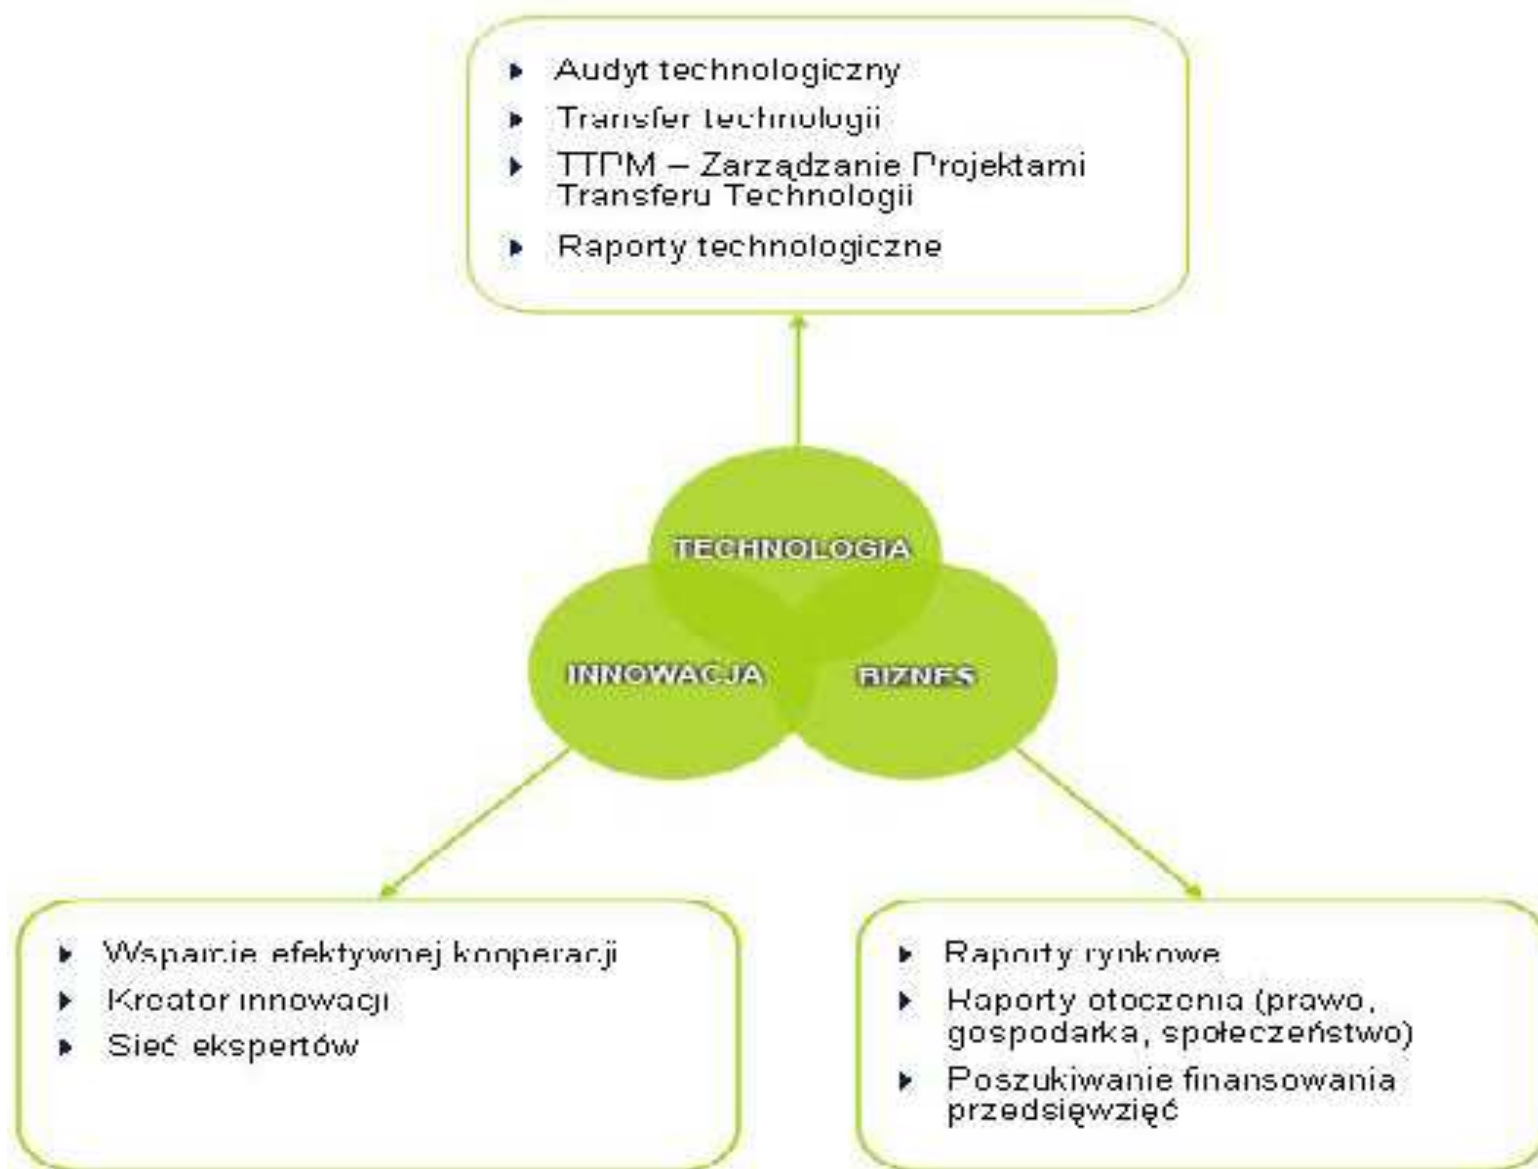 Audyt technologiczny
Transfer technologii
TTPM – Zarządzanie Projektami
Transferu Technologii
Raporty technologiczne
TECHNOLOGIA
INNOWACJA
BIZNES
Wsparcie efektywnej kooperacji
Kreator innowacji
Sieć ekspertów
Raporty rynkowe
Raporty otoczenia (prawo,
gospodarka, społeczeństwo)
Poszukiwanie finansowania
przedsięwzięć